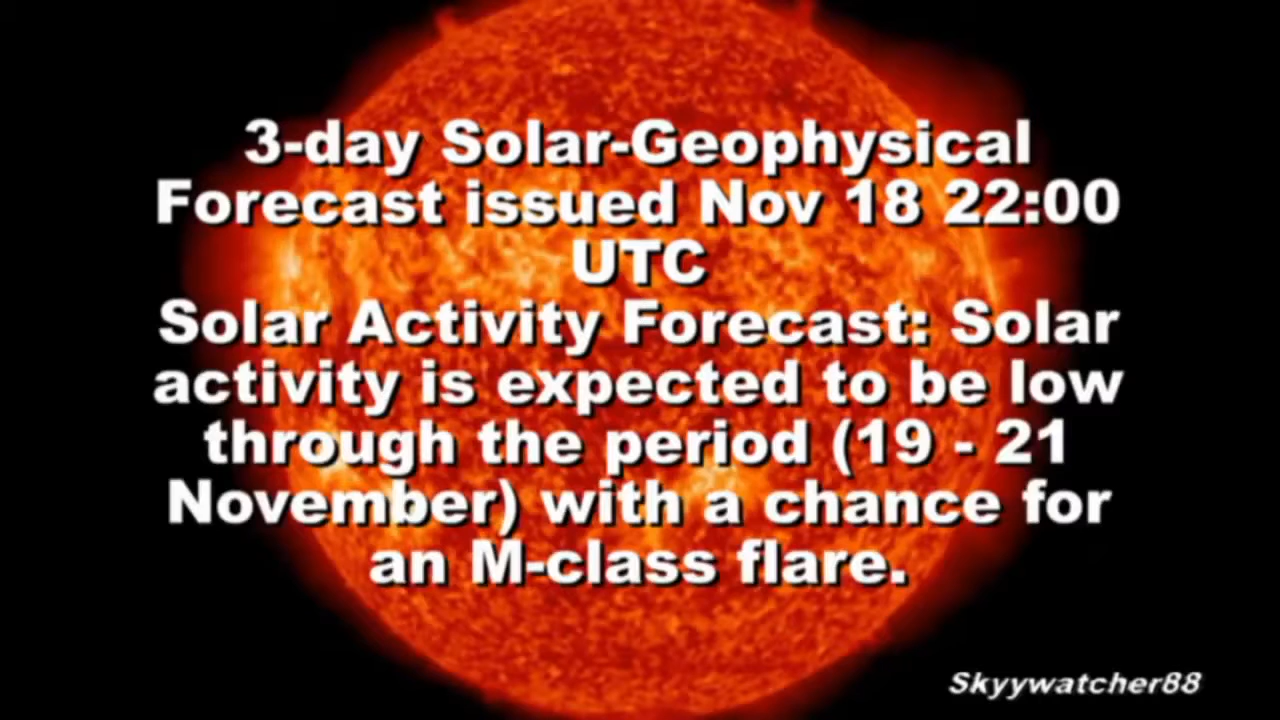 3-day Solar-Geophysical
Forecast issued Nov 18 22:00
UTC
Solar Activity Forecast: Solar
activity is expected to be low
through the period (19 - 21
November) with a chance for
an M-class flare.
Skyywatcher88